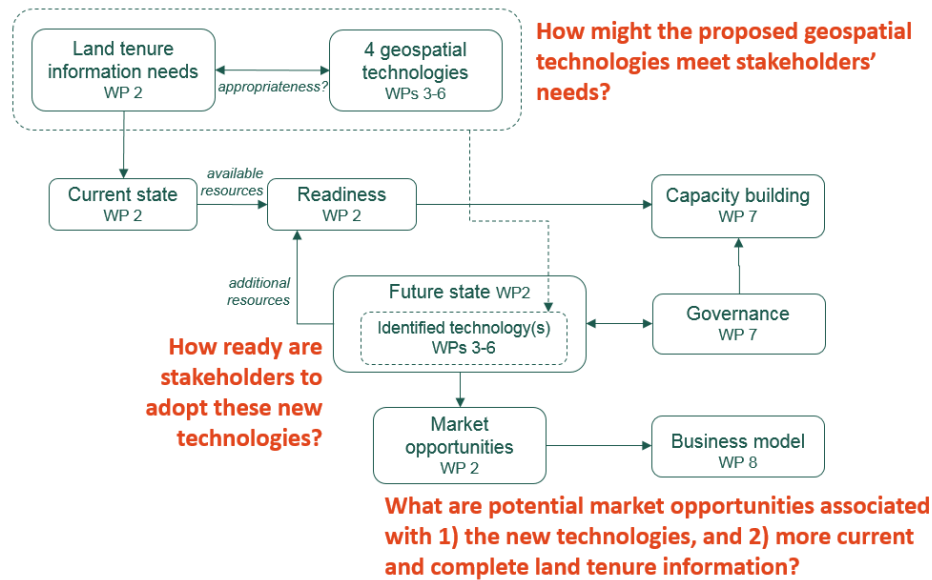 Land tenure
information needs
WP 2
appropriateness?
4 geospatial
technologies
WPs 3-6
How might the proposed geospatial
technologies meet stakeholders'
needs?
Current state
WP 2
available
resources
Readiness
WP 2
Capacity building
WP 7
additional
resources
Future state WP2
Identified technology(s)
WPs 3-6
Governance
WP 7
How ready are
stakeholders to
adopt these new
technologies?
Market
opportunities
WP 2
Business model
WP 8
What are potential market opportunities associated
with 1) the new technologies, and 2) more current
and complete land tenure information?